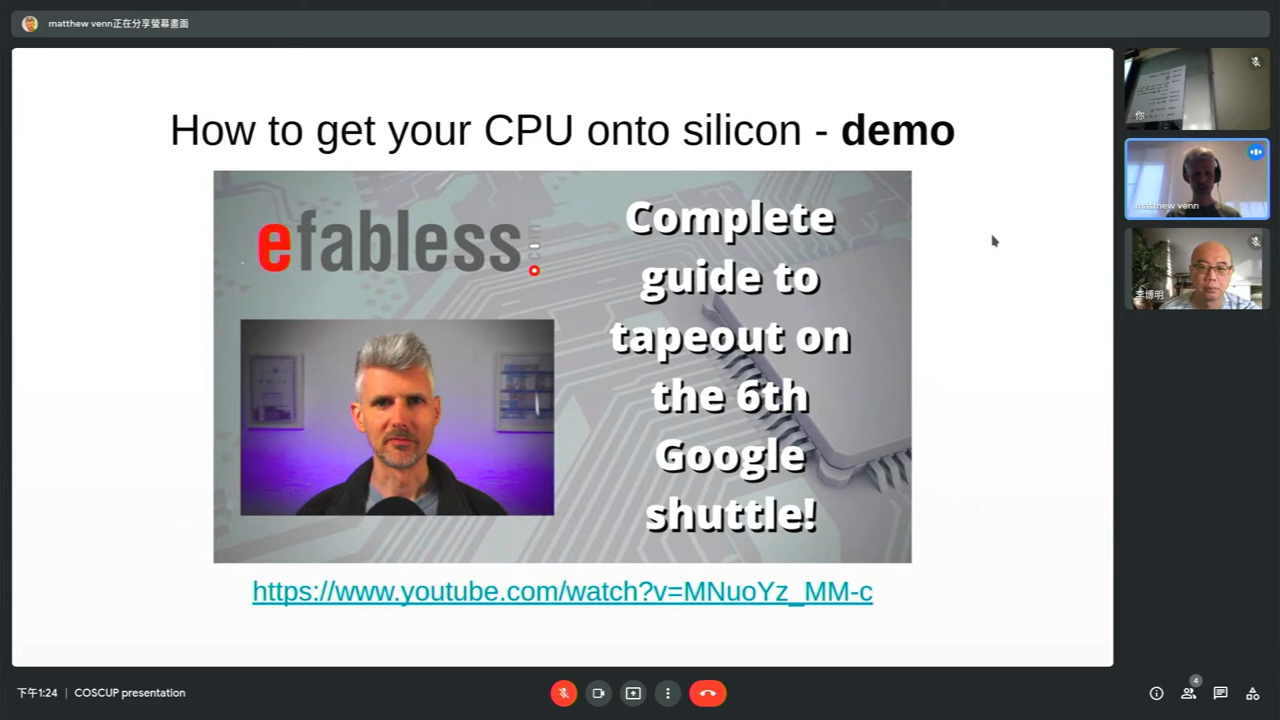 matthew venn正在分享螢幕畫面
How to get your CPU onto silicon - demo
efabless.com
Complete
guide to
tapeout on
the 6th
Google
shuttle!
https://www.youtube.com/watch?v=MNuoYz_MM-c
你
matthew venn
李博明
下午1:24 | COSCUP presentation
4